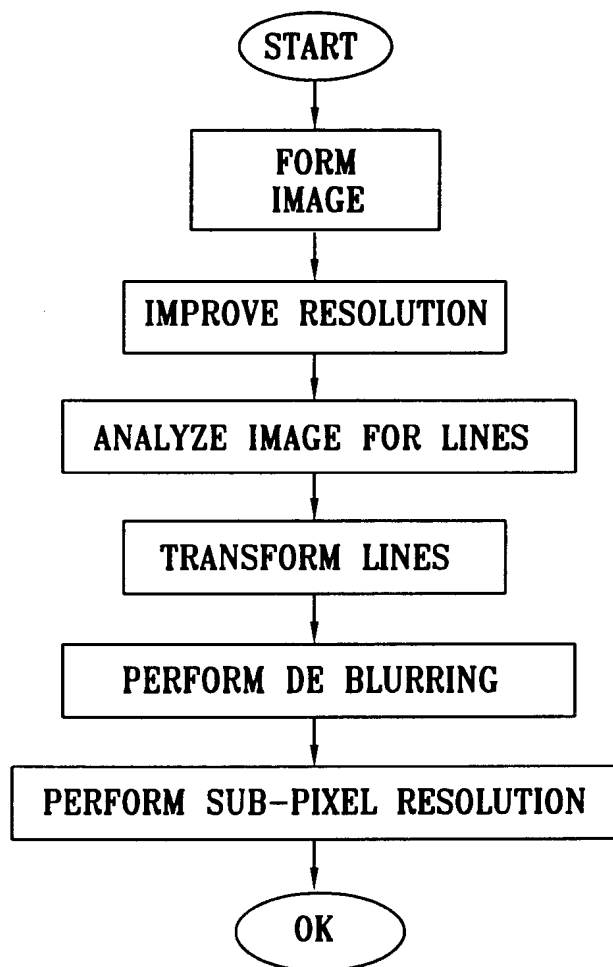 START
FORM
IMAGE
IMPROVE RESOLUTION
ANALYZE IMAGE FOR LINES
TRANSFORM LINES
PERFORM DE BLURRING
PERFORM SUB-PIXEL RESOLUTION
OK